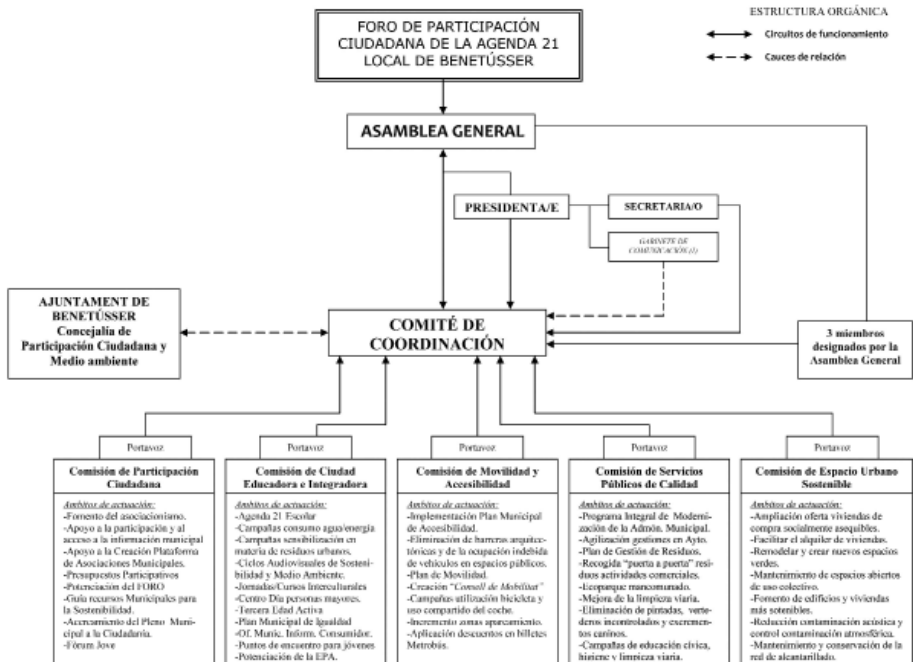 FORO DE PARTICIPACIÓN
CIUDADANA DE LA AGENDA 21
LOCAL DE BENETÚSSER
ESTRUCTURA ORGÁNICA
Circuitos de funcionamiento
Cauces de relación
ASAMBLEA GENERAL
PRESIDENTA/E
SECRETARIA/O
GABINETE DE
COMUNICACIÓN (1)
AJUNTAMENT DE
BENETÚSSER
Concejalía de
Participación Ciudadana y
Medio ambiente
COMITÉ DE
COORDINACIÓN
3 miembros
designados por la
Asamblea General
Portavoz
Comisión de Participación
Ciudadana
Ambitos de actuación:
-Fomento del asociacionismo.
-Apoyo a la participación y al
acceso a la información municipal
-Apoyo a la Creación Plataforma
de Asociaciones Municipales.
-Presupuestos Participativos
-Potenciación del FORO
-Guía recursos Municipales para
la Sostenibilidad.
-Acercamiento del Pleno Muni-
cipal a la Ciudadanía.
-Fòrum Jove
Portavoz
Comisión de Ciudad
Educadora e Integradora
Ambitos de actuación:
-Agenda 21 Escolar
-Campañas consumo agua/energía
-Campañas sensibilización en
materia de residuos urbanos.
-Ciclos Audiovisuales de Sosteni-
bilidad y Medio Ambiente.
-Jornadas/Cursos Interculturales
-Centro Día personas mayores.
-Tercera Edad Activa
-Plan Municipal de Igualdad
-Of. Munic. Inform. Consumidor.
-Puntos de encuentro para jóvenes
-Potenciación de la EPA.
Portavoz
Comisión de Movilidad y
Accesibilidad
Ambitos de actuación:
-Implementación Plan Municipal
de Accesibilidad.
-Eliminación de barreras arquitec-
tónicas y de la ocupación indebida
de vehículos en espacios públicos.
-Plan de Movilidad.
-Creación "Consell de Mobilitat"
-Campañas utilización bicicleta y
uso compartido del coche.
-Incremento zonas aparcamiento.
-Aplicación descuentos en billetes
Metrobús.
Portavoz
Comisión de Servicios
Públicos de Calidad
Ambitos de actuación:
-Programa Integral de Moderni-
zación de la Admón. Municipal.
-Agilización gestiones en Ayto.
-Plan de Gestión de Residuos.
-Recogida "puerta a puerta" resi-
duos actividades comerciales.
-Ecoparque mancomunado.
-Mejora de la limpieza viaria.
-Eliminación de pintadas, verte-
deros incontrolados y excremen-
tos caninos.
-Campañas de educación cívica,
higiene y limpieza viaria.
Portavoz
Comisión de Espacio Urbano
Sostenible
Ambitos de actuación:
-Ampliación oferta viviendas de
compra socialmente asequibles.
-Facilitar el alquiler de viviendas.
-Remodelar y crear nuevos espacios
verdes.
-Mantenimiento de espacios abiertos
de uso colectivo.
-Fomento de edificios y viviendas
más sotenibles.
-Reducción contaminación acústica y
control contaminación atmosférica.
-Mantenimiento y conservación de la
red de alcantarillado.